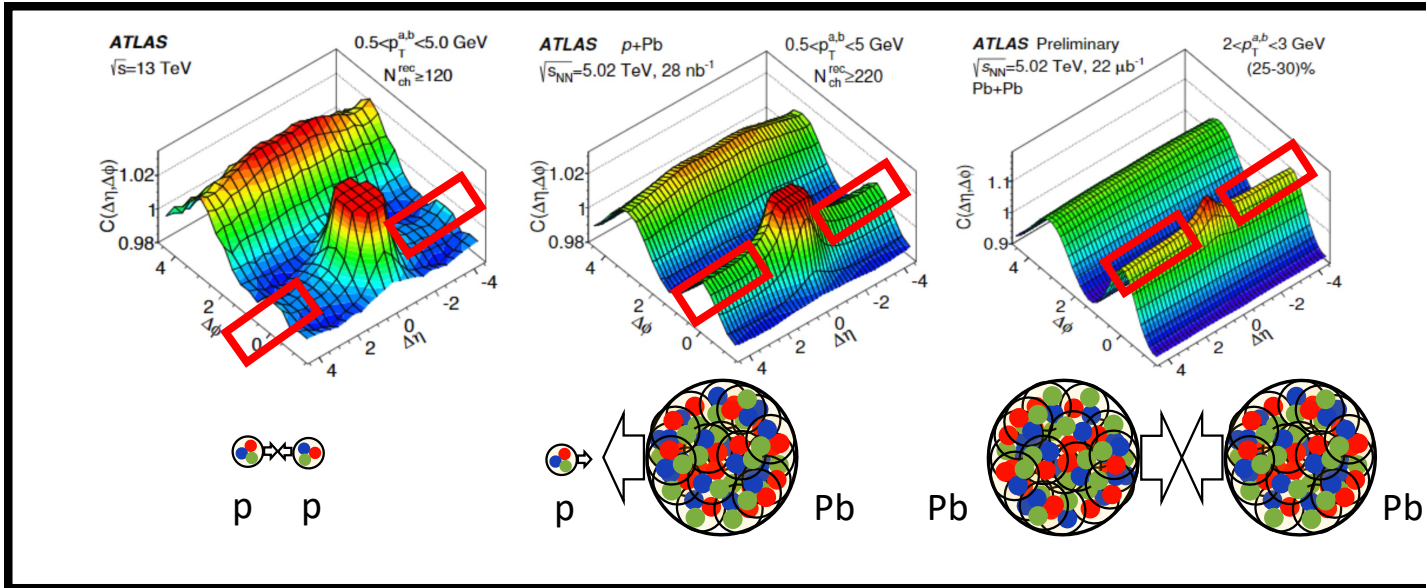 ATLAS
√s=13 TeV
0.5<p_T^{a,b}<5.0 GeV
N_ch^rec≥120
C(Δη,Δϕ)
1.02
1
0.98
4
2
0
Δϕ
4
2
0
-2
-4
Δη
ATLAS p+Pb
√s_NN=5.02 TeV, 28 nb⁻¹
0.5<p_T^{a,b}<5 GeV
N_ch^rec≥220
C(Δη,Δϕ)
1.02
1
0.98
4
2
0
Δϕ
4
2
0
-2
-4
Δη
ATLAS Preliminary
√s_NN=5.02 TeV, 22 μb⁻¹
Pb+Pb
2<p_T^{a,b}<3 GeV
(25-30)%
C(Δη,Δϕ)
1.1
1
0.9
4
2
0
Δϕ
4
2
0
-2
-4
Δη
p p
p Pb
Pb Pb